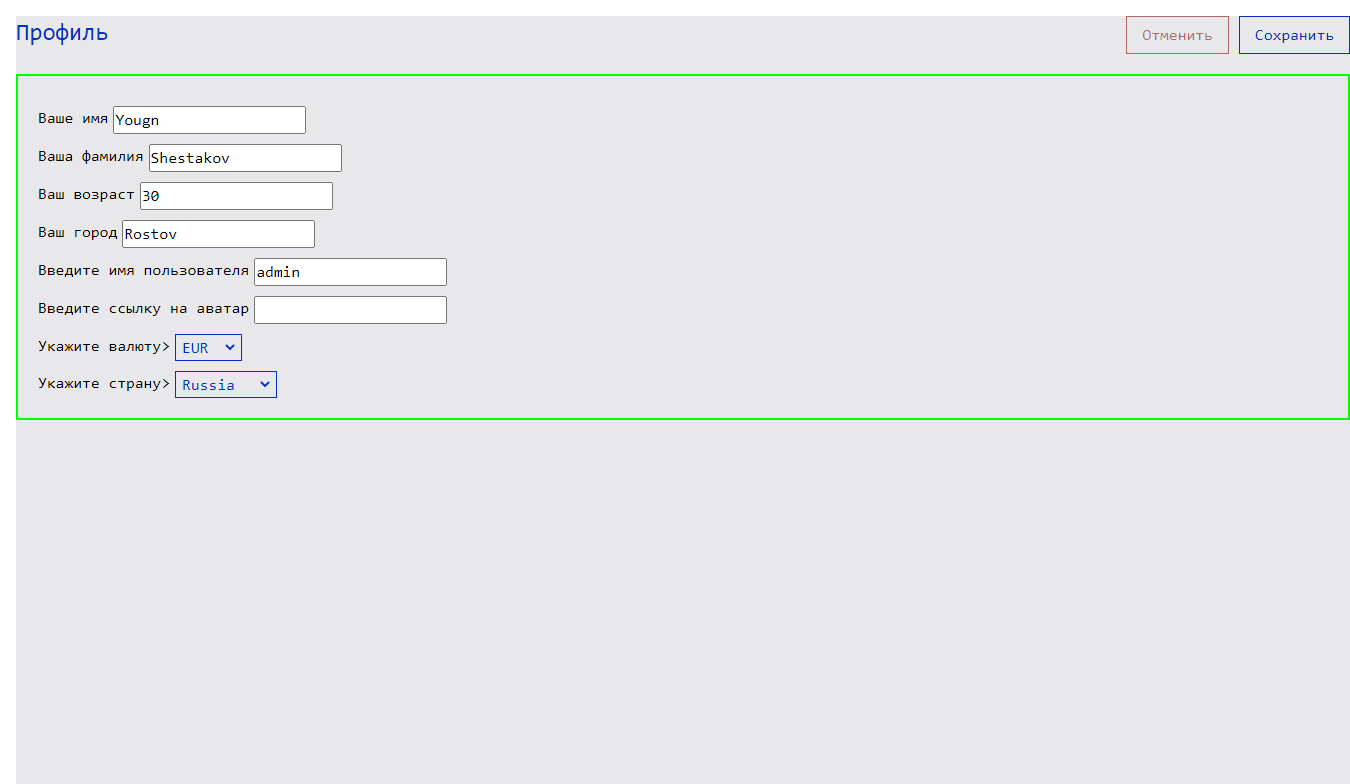 Профиль
Отменить
Сохранить
Ваше имя Yougn
Ваша фамилия Shestakov
Ваш возраст 30
Ваш город Rostov
Введите имя пользователя admin
Введите ссылку на аватар
Укажите валюту> EUR
Укажите страну> Russia